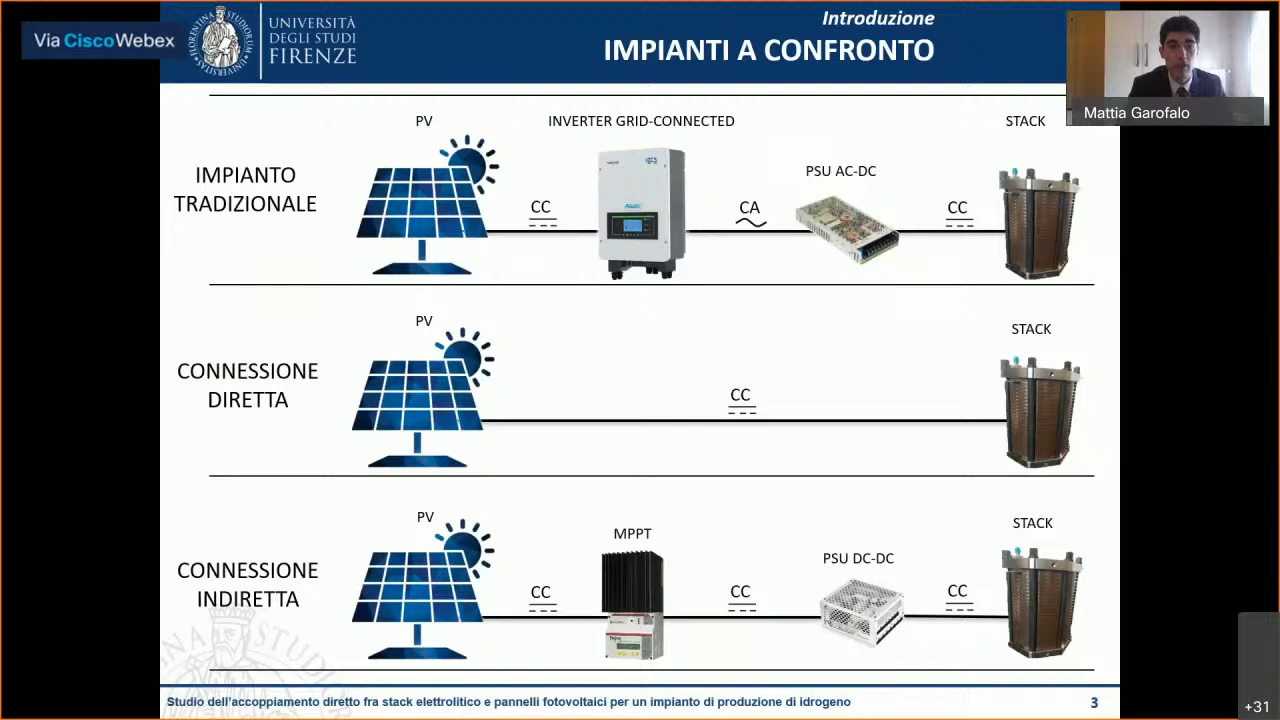 Via Cisco Webex
UNIVERSITÀ
DEGLI STUDI
FIRENZE
Introduzione
IMPIANTI A CONFRONTO
Mattia Garofalo
PV
INVERTER GRID-CONNECTED
STACK
IMPIANTO
TRADIZIONALE
PSU AC-DC
CC
CA
CC
PV
STACK
CONNESSIONE
DIRETTA
CC
PV
MPPT
STACK
PSU DC-DC
CONNESSIONE
INDIRETTA
CC
CC
CC
Studio dell'accoppiamento diretto fra stack elettrolitico e pannelli fotovoltaici per un impianto di produzione di idrogeno
3
+31